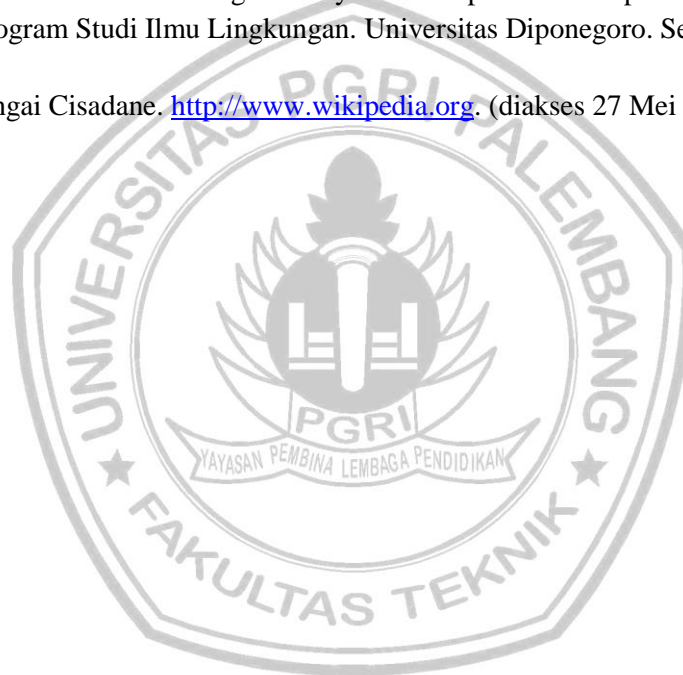 ogram Studi Ilmu Lingkungan. Universitas Diponegoro. Se
ngai Cisadane. http://www.wikipedia.org. (diakses 27 Mei
UNIVERSITAS PGRI PALEMBANG
PGRI
YAYASAN PEMBINA LEMBAGA PENDIDIKAN
★ FAKULTAS TEKNIK ★